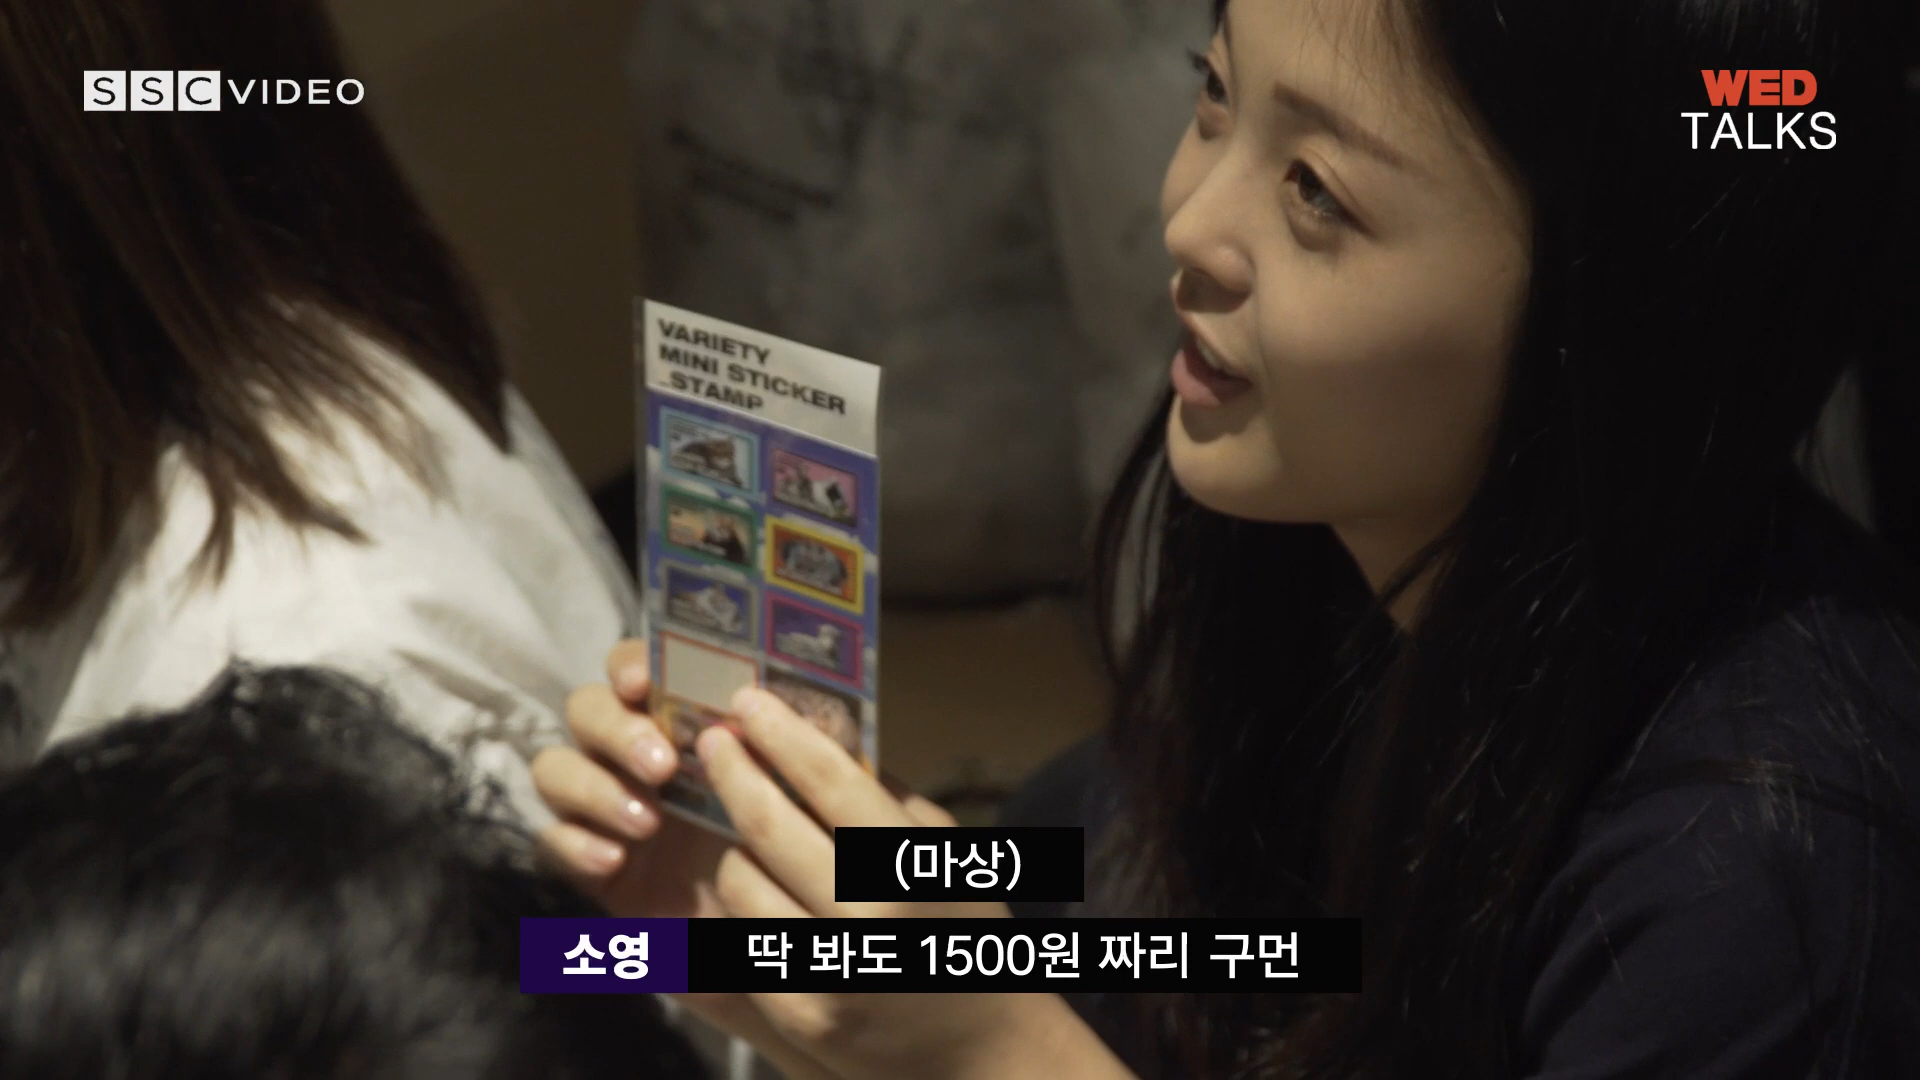 SSC VIDEO
WED
TALKS
VARIETY
MINI STICKER
_STAMP
(마상)
소영 딱 봐도 1500원 짜리 구먼